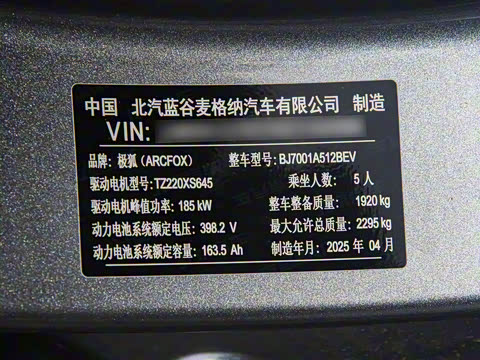 中国 北汽蓝谷麦格纳汽车有限公司 制造
VIN:
品牌: 极狐 (ARCFOX) 整车型号: BJ7001A512BEV
驱动电机型号: TZ220XS645 乘坐人数: 5 人
驱动电机峰值功率: 185 kW 整车整备质量: 1920 kg
动力电池系统额定电压: 398.2 V 最大允许总质量: 2295 kg
动力电池系统额定容量: 163.5 Ah 制造年月: 2025 年 04 月